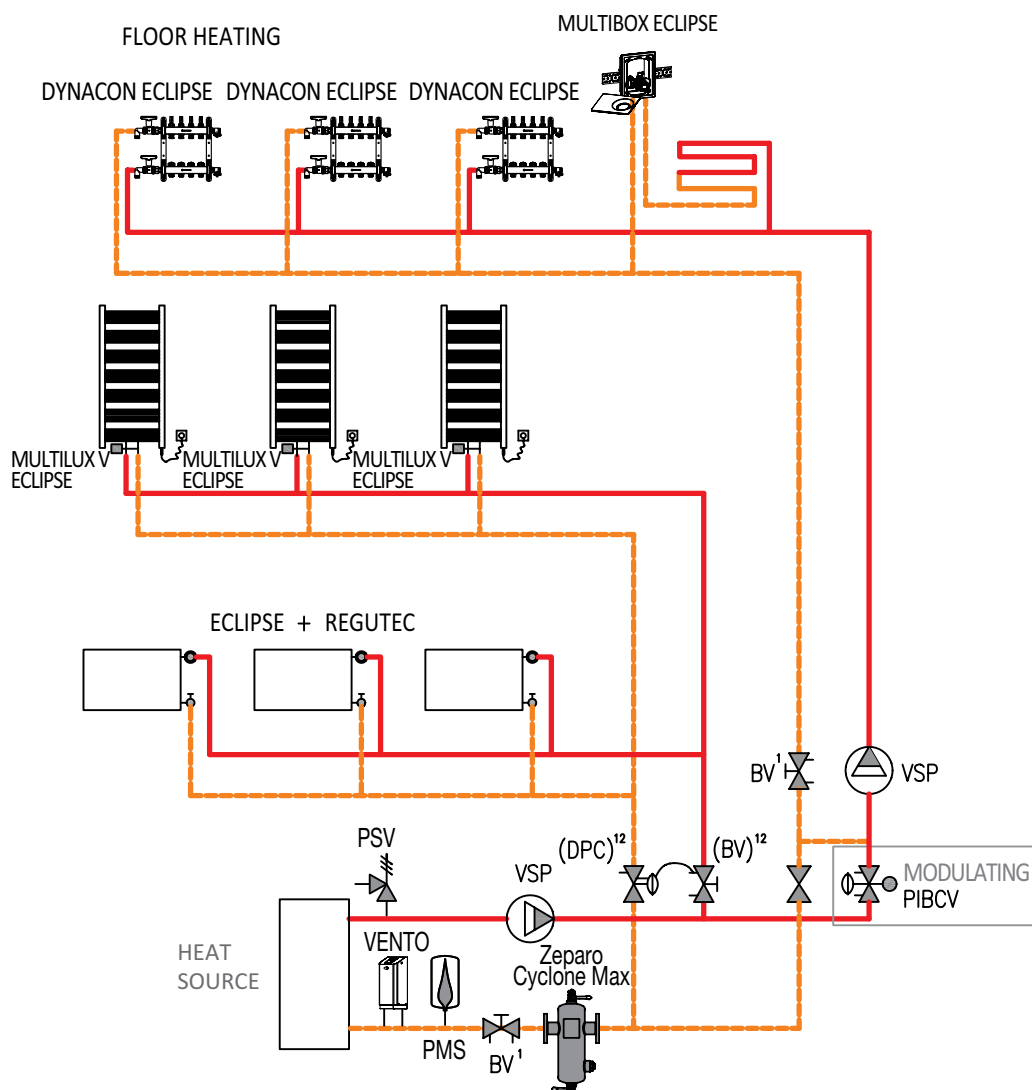 FLOOR HEATING
MULTIBOX ECLIPSE
DYNACON ECLIPSE
DYNACON ECLIPSE
DYNACON ECLIPSE
MULTILUX V
ECLIPSE
MULTILUX V
ECLIPSE
MULTILUX V
ECLIPSE
ECLIPSE + REGUTEC
BV¹
VSP
PSV
VSP
(DPC)¹²
(BV)¹²
MODULATING
PIBCV
HEAT
SOURCE
VENTO
PMS
BV¹
Zeparo
Cyclone Max